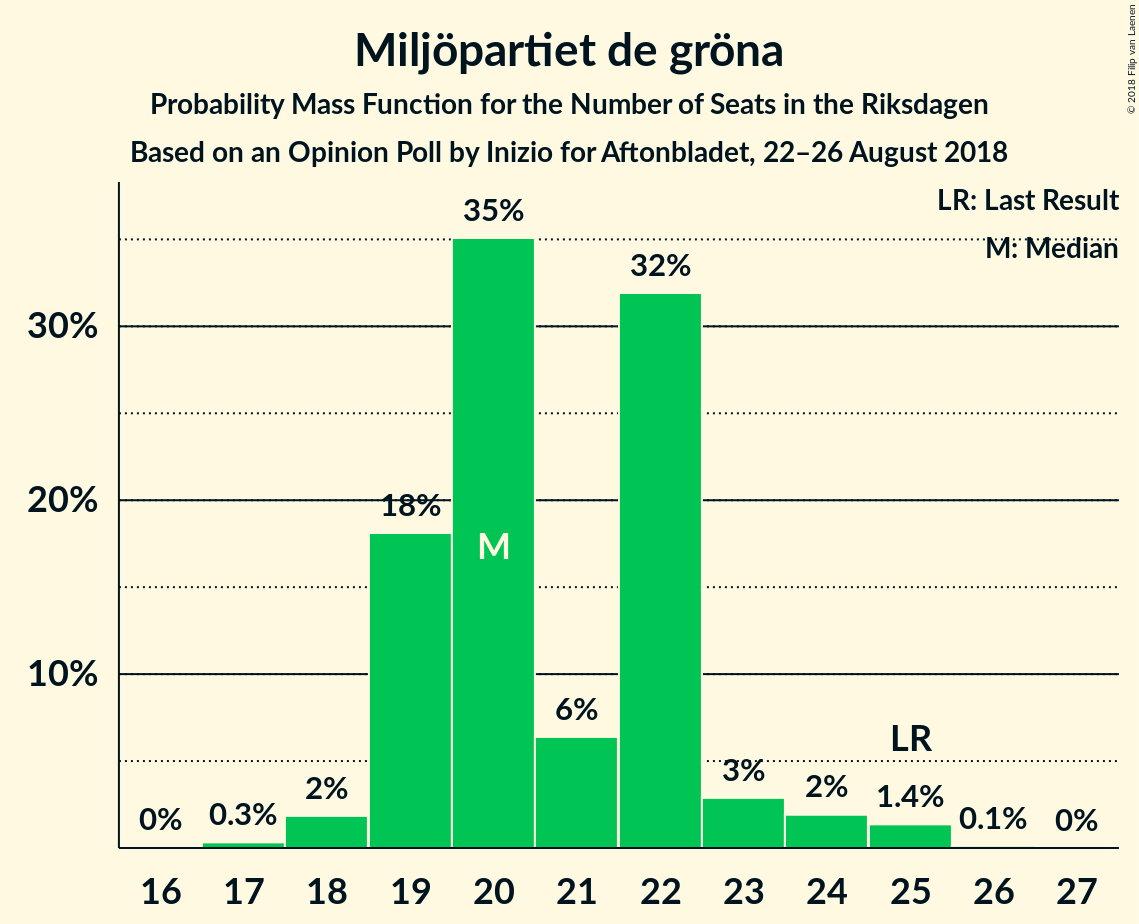 Miljöpartiet de gröna
Probability Mass Function for the Number of Seats in the Riksdagen
Based on an Opinion Poll by Inizio for Aftonbladet, 22–26 August 2018
© 2018 Filip van Laenen
LR: Last Result
M: Median
35%
32%
30%
20%
18%
M
10%
6%
LR
3%
2%
2%
1.4%
0.3%
0%
0.1%
0%
16 17 18 19 20 21 22 23 24 25 26 27